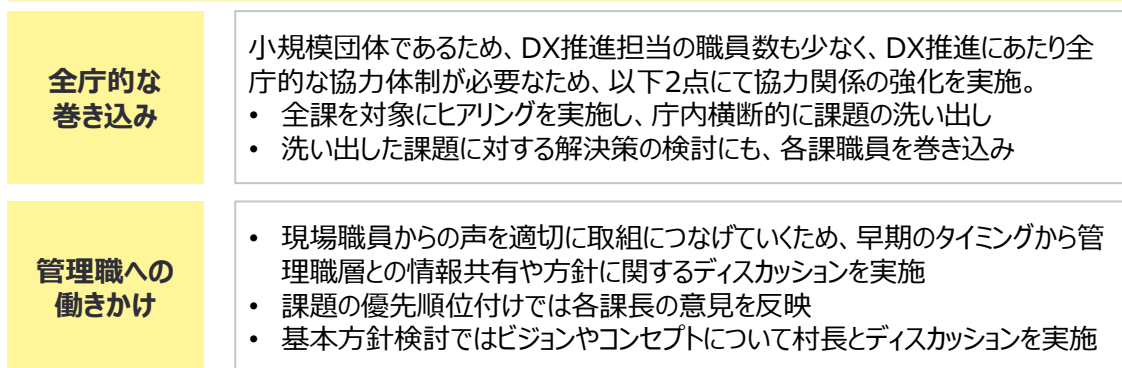 全庁的な
巻き込み
小規模団体であるため、DX推進担当の職員数も少なく、DX推進にあたり全
庁的な協力体制が必要なため、以下2点にて協力関係の強化を実施。
• 全課を対象にヒアリングを実施し、庁内横断的に課題の洗い出し
• 洗い出した課題に対する解決策の検討にも、各課職員を巻き込み
管理職への
働きかけ
• 現場職員からの声を適切に取組につなげていくため、早期のタイミングから管
理職層との情報共有や方針に関するディスカッションを実施
• 課題の優先順位付けでは各課長の意見を反映
• 基本方針検討ではビジョンやコンセプトについて村長とディスカッションを実施